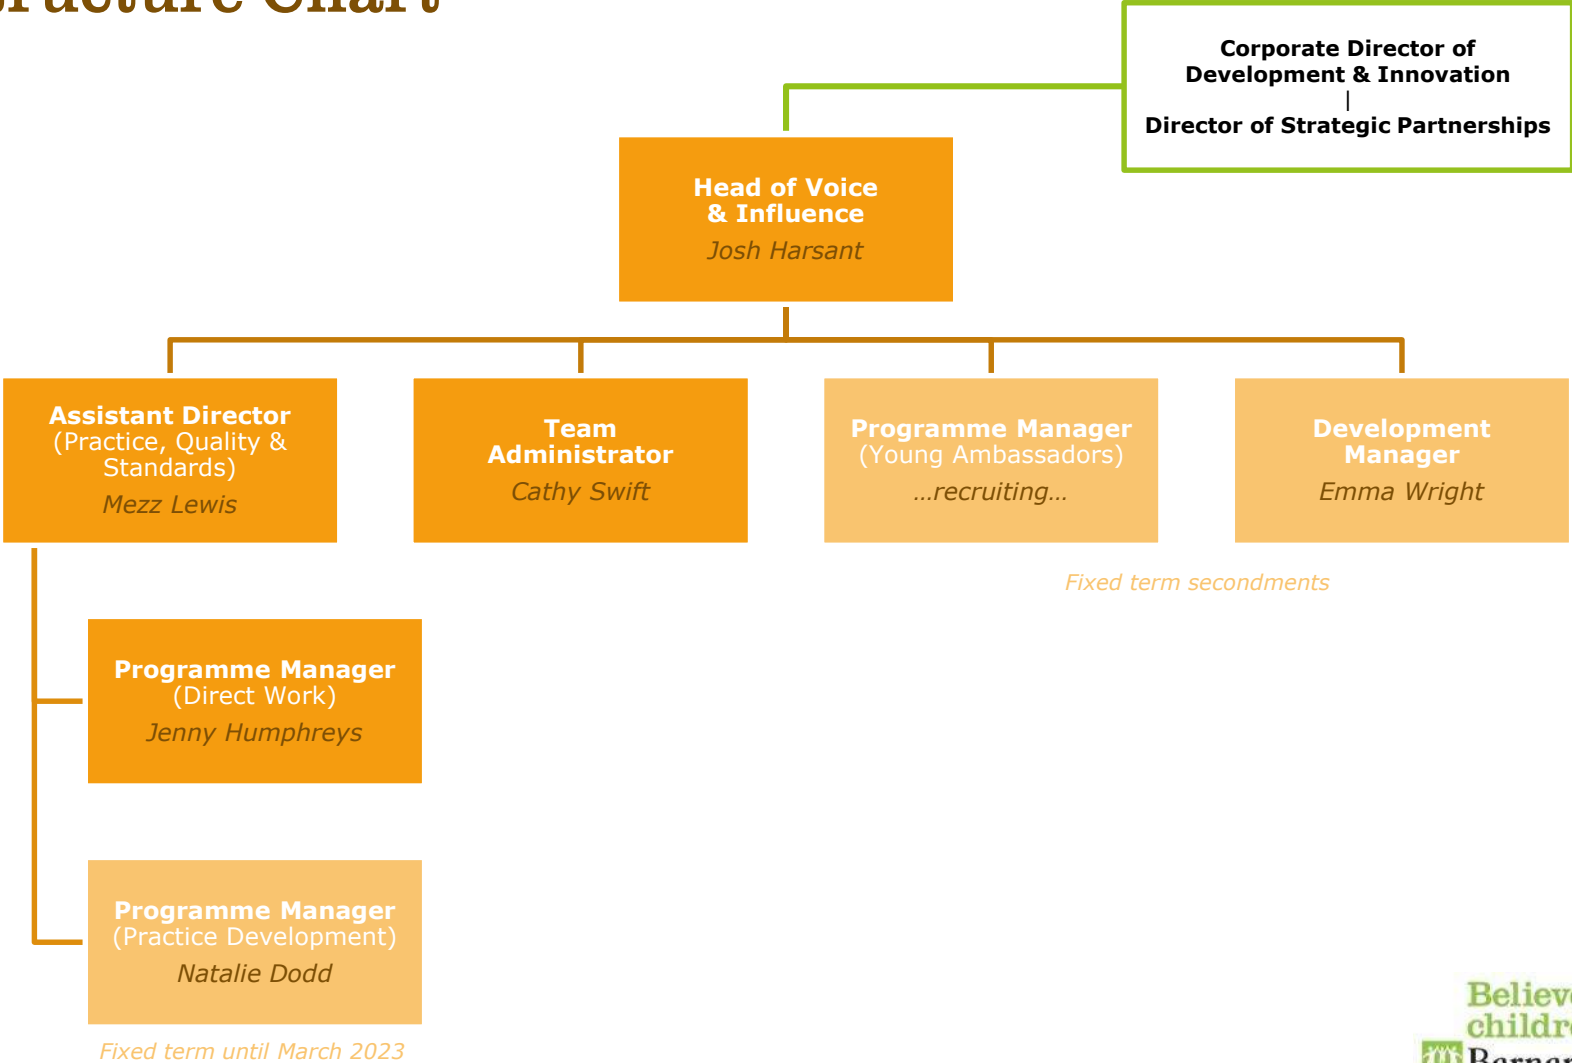 Chart
Corporate Director of
Development & Innovation
|
Director of Strategic Partnerships
Head of Voice
& Influence
Josh Harsant
Assistant Director
(Practice, Quality &
Standards)
Mezz Lewis
Team
Administrator
Cathy Swift
Programme Manager
(Young Ambassadors)
...recruiting...
Development
Manager
Emma Wright
Fixed term secondments
Programme Manager
(Direct Work)
Jenny Humphreys
Programme Manager
(Practice Development)
Natalie Dodd
Fixed term until March 2023